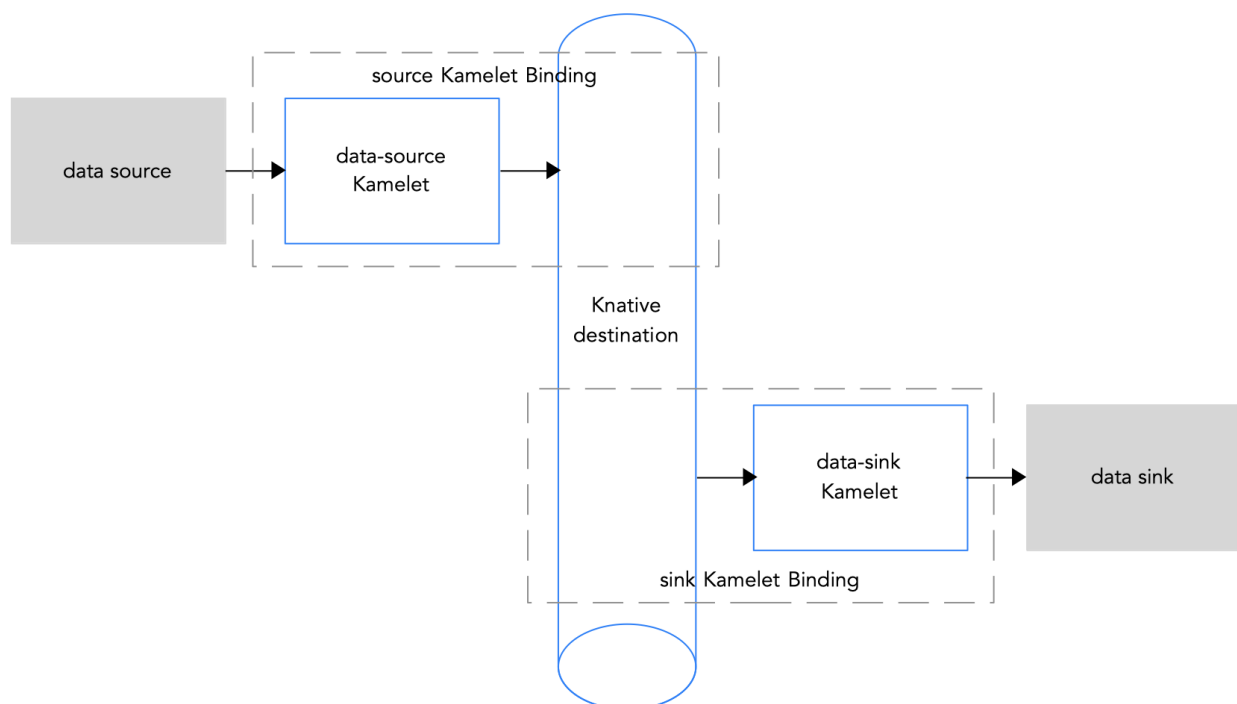 source Kamelet Binding
data source
data-source
Kamelet
Knative
destination
data-sink
Kamelet
data sink
sink Kamelet Binding